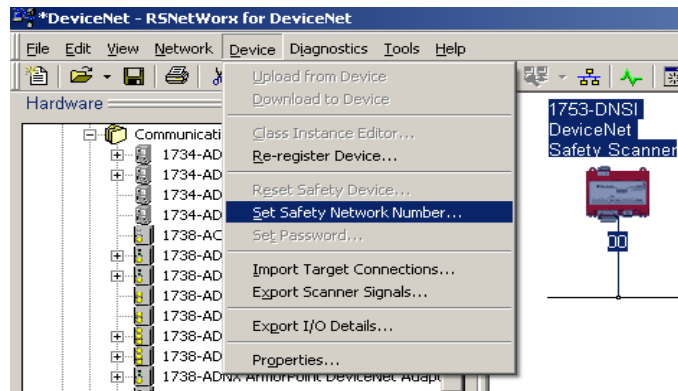 *DeviceNet - RSNetWorx for DeviceNet
File Edit View Network Device Diagnostics Tools Help
Hardware
Communicati
1734-AD
1734-AD
1734-AD
1734-AD
1738-AC
1738-AD
1738-AD
1738-AD
1738-AD
1738-AD
1738-AD
1738-ADNX ArmorPoint DeviceNet Adapt
Upload from Device
Download to Device
Class Instance Editor...
Re-register Device...
Reset Safety Device...
Set Safety Network Number...
Set Password...
Import Target Connections...
Export Scanner Signals...
Export I/O Details...
Properties...
1753-DNSI
DeviceNet
Safety Scanner
00